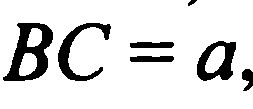 BC = a,